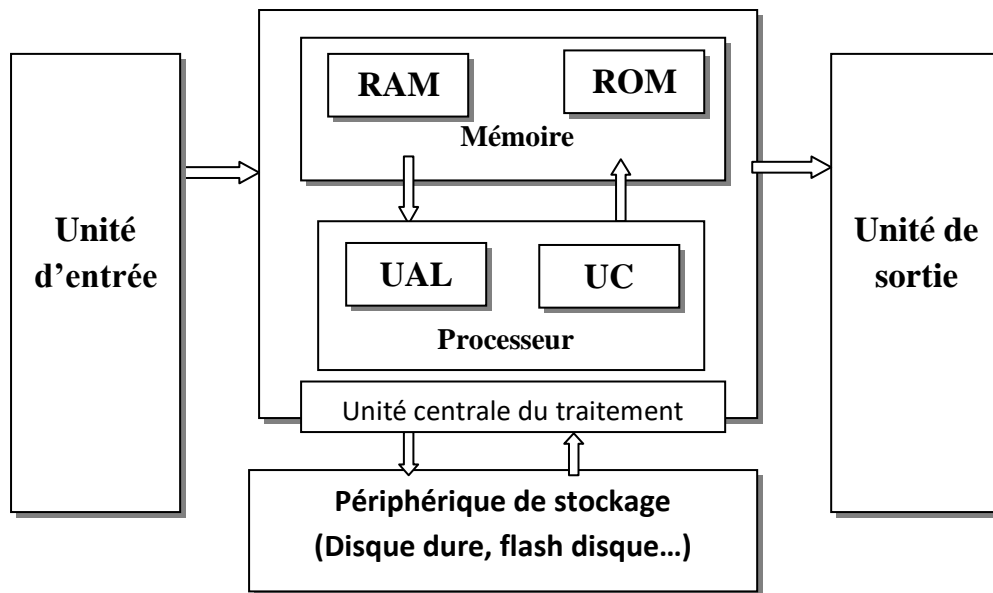 RAM
ROM
Mémoire
Unité
d’entrée
UAL
UC
Processeur
Unité de
sortie
Unité centrale du traitement
Périphérique de stockage
(Disque dure, flash disque…)